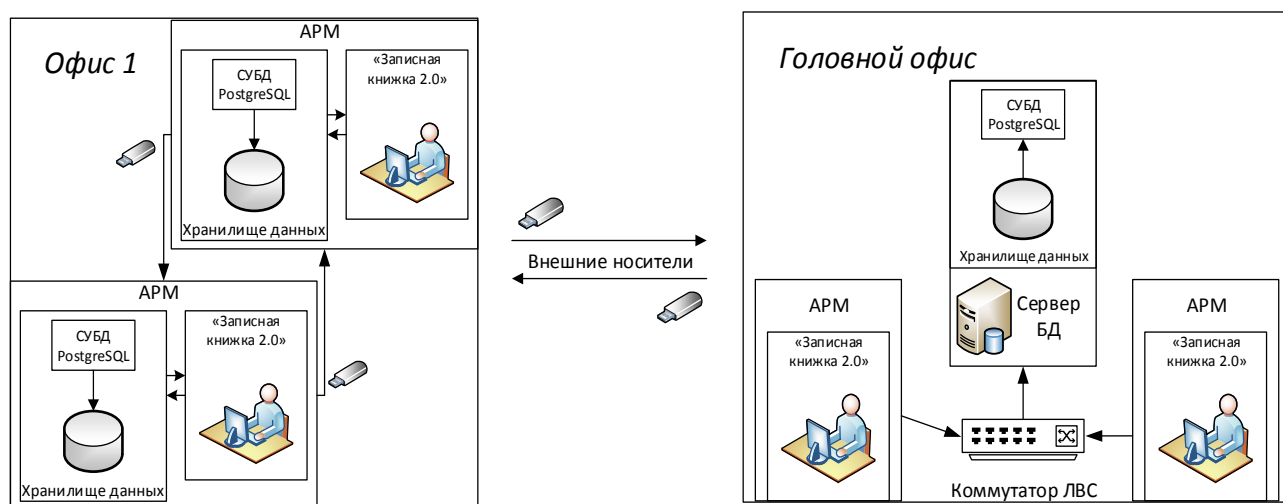 Офис 1
АРМ
СУБД
PostgreSQL
Хранилище данных
«Записная
книжка 2.0»
АРМ
СУБД
PostgreSQL
Хранилище данных
«Записная
книжка 2.0»
Внешние носители
Головной офис
СУБД
PostgreSQL
Хранилище данных
Сервер
БД
АРМ
«Записная
книжка 2.0»
АРМ
«Записная
книжка 2.0»
Коммутатор ЛВС